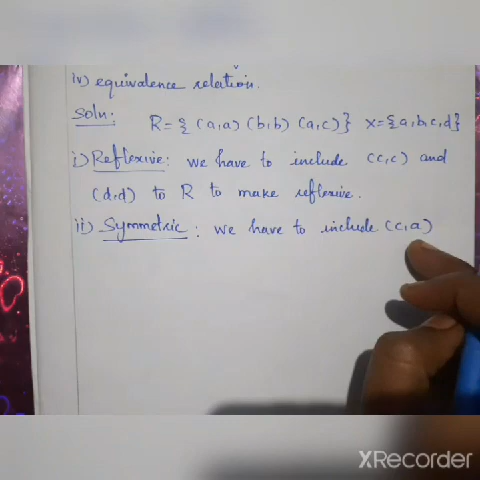 iv) equivalence relation.
Soln:
R= { (a,a) (b,b) (a,c)} X={a,b,c,d}
i) Reflexive: we have to include (c,c) and
(d,d) to R to make reflexive.
ii) Symmetric: we have to include (c,a)
XRecorder